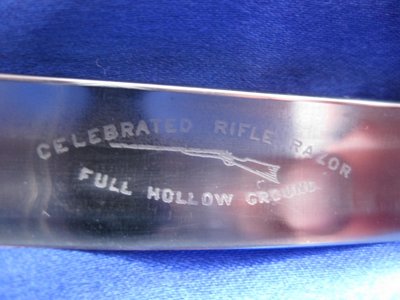 CELEBRATED RIFLE RAZOR
FULL HOLLOW GROUND